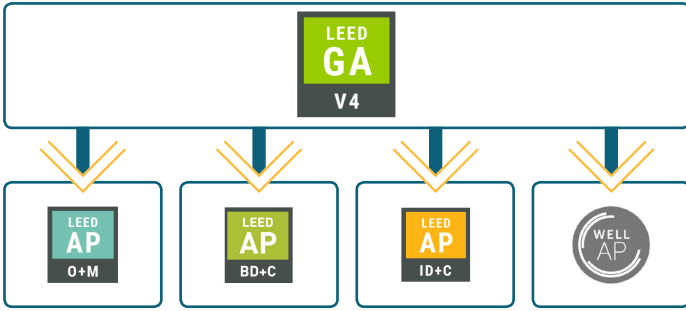 LEED
GA
V4
LEED
AP
O+M
LEED
AP
BD+C
LEED
AP
ID+C
WELL
AP